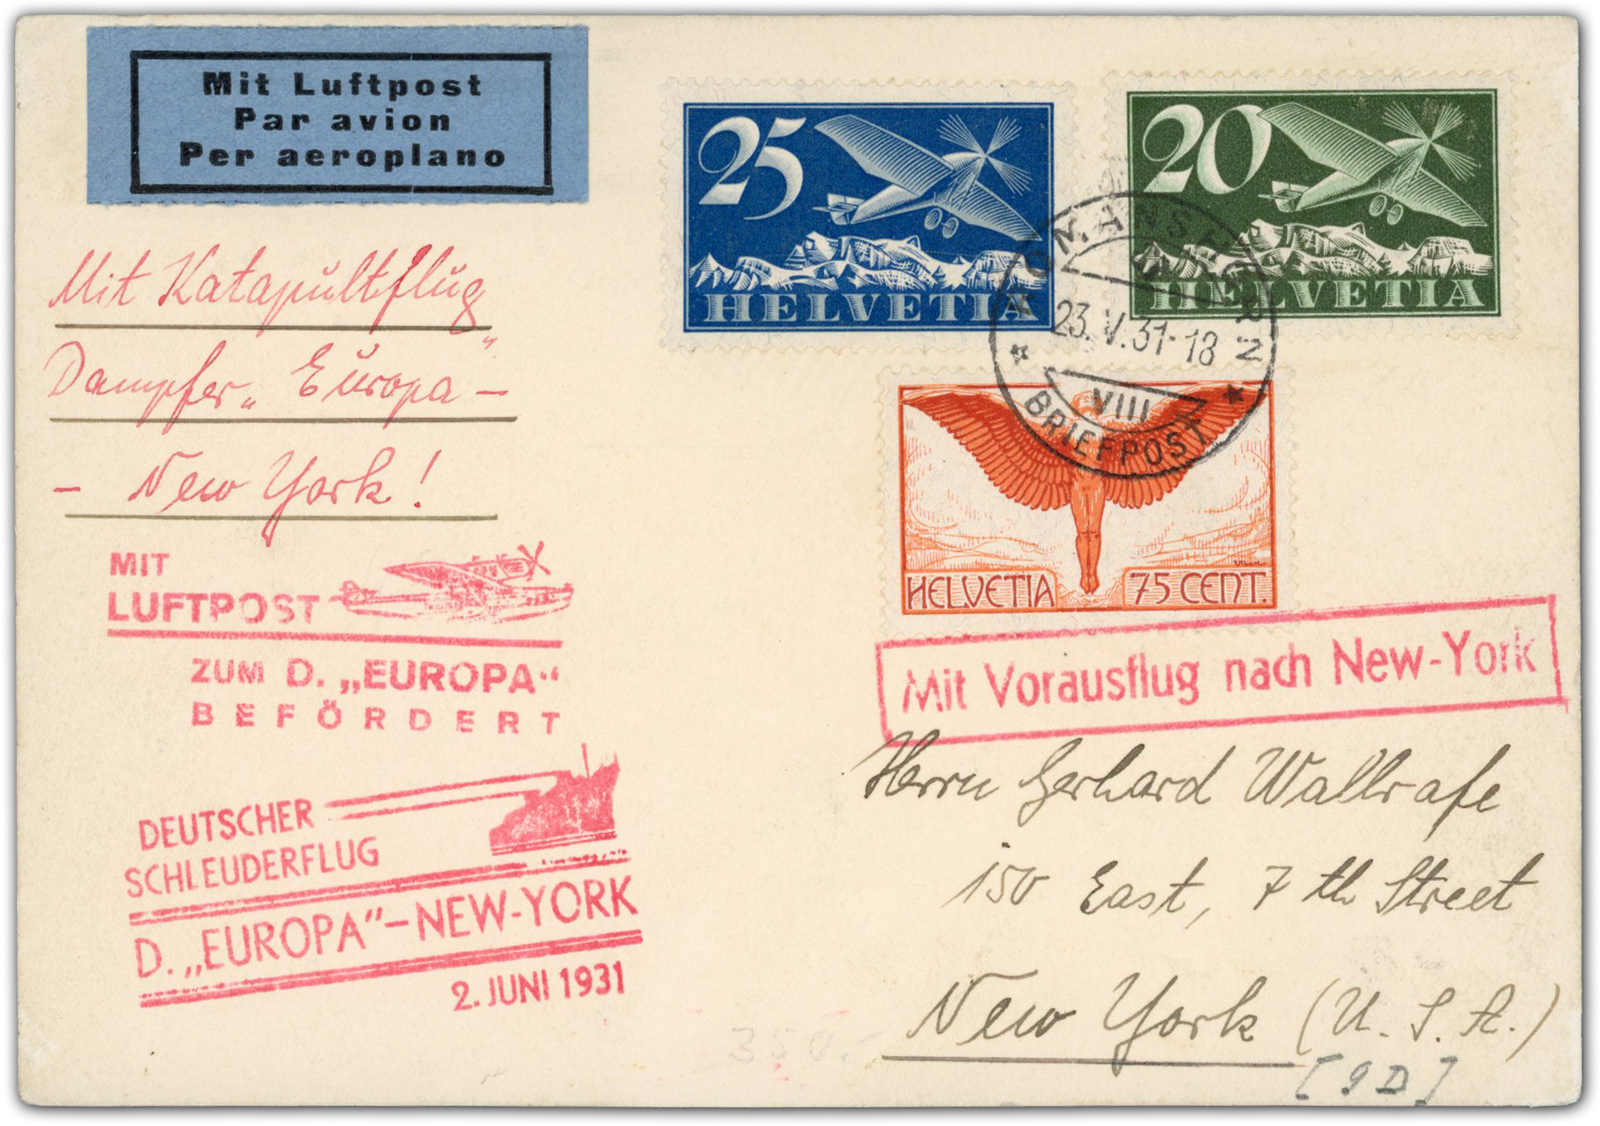 Mit Luftpost
Par avion
Per aeroplano
25
HELVETIA
20
HELVETIA
ROMANSHORN
23.V.31-18
VIII
BRIEFPOST
HELVETIA 75 CENT.
Mit Katapultflug
Dampfer „Europa" -
- New York!
MIT
LUFTPOST
ZUM D. „EUROPA"
BEFÖRDERT
DEUTSCHER
SCHLEUDERFLUG
D. „EUROPA"-NEW-YORK
2. JUNI 1931
Mit Vorausflug nach New-York
Herrn Gerhard Wallrafe
150 East, 7 th Street
New York (U.S.A.)
[9D]